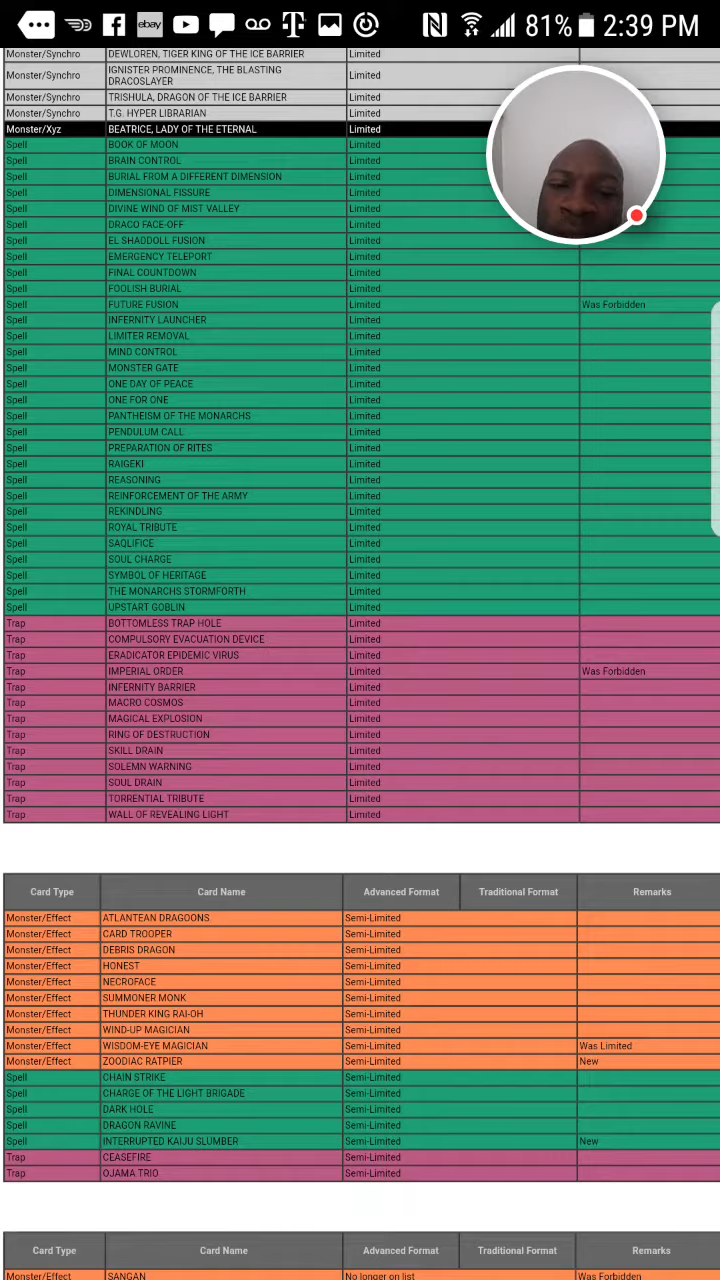 ebay 81% 2:39 PM
Monster/Synchro DEWLOREN, TIGER KING OF THE ICE BARRIER Limited
Monster/Synchro IGNISTER PROMINENCE, THE BLASTING DRACOSLAYER Limited
Monster/Synchro TRISHULA, DRAGON OF THE ICE BARRIER Limited
Monster/Synchro T.G. HYPER LIBRARIAN Limited
Monster/Xyz BEATRICE, LADY OF THE ETERNAL Limited
Spell BOOK OF MOON Limited
Spell BRAIN CONTROL Limited
Spell BURIAL FROM A DIFFERENT DIMENSION Limited
Spell DIMENSIONAL FISSURE Limited
Spell DIVINE WIND OF MIST VALLEY Limited
Spell DRACO FACE-OFF Limited
Spell EL SHADDOLL FUSION Limited
Spell EMERGENCY TELEPORT Limited
Spell FINAL COUNTDOWN Limited
Spell FOOLISH BURIAL Limited
Spell FUTURE FUSION Limited Was Forbidden
Spell INFERNITY LAUNCHER Limited
Spell LIMITER REMOVAL Limited
Spell MIND CONTROL Limited
Spell MONSTER GATE Limited
Spell ONE DAY OF PEACE Limited
Spell ONE FOR ONE Limited
Spell PANTHEISM OF THE MONARCHS Limited
Spell PENDULUM CALL Limited
Spell PREPARATION OF RITES Limited
Spell RAIGEKI Limited
Spell REASONING Limited
Spell REINFORCEMENT OF THE ARMY Limited
Spell REKINDLING Limited
Spell ROYAL TRIBUTE Limited
Spell SAQLIFICE Limited
Spell SOUL CHARGE Limited
Spell SYMBOL OF HERITAGE Limited
Spell THE MONARCHS STORMFORTH Limited
Spell UPSTART GOBLIN Limited
Trap BOTTOMLESS TRAP HOLE Limited
Trap COMPULSORY EVACUATION DEVICE Limited
Trap ERADICATOR EPIDEMIC VIRUS Limited
Trap IMPERIAL ORDER Limited Was Forbidden
Trap INFERNITY BARRIER Limited
Trap MACRO COSMOS Limited
Trap MAGICAL EXPLOSION Limited
Trap RING OF DESTRUCTION Limited
Trap SKILL DRAIN Limited
Trap SOLEMN WARNING Limited
Trap SOUL DRAIN Limited
Trap TORRENTIAL TRIBUTE Limited
Trap WALL OF REVEALING LIGHT Limited
Card Type Card Name Advanced Format Traditional Format Remarks
Monster/Effect ATLANTEAN DRAGOONS Semi-Limited
Monster/Effect CARD TROOPER Semi-Limited
Monster/Effect DEBRIS DRAGON Semi-Limited
Monster/Effect HONEST Semi-Limited
Monster/Effect NECROFACE Semi-Limited
Monster/Effect SUMMONER MONK Semi-Limited
Monster/Effect THUNDER KING RAI-OH Semi-Limited
Monster/Effect WIND-UP MAGICIAN Semi-Limited
Monster/Effect WISDOM-EYE MAGICIAN Semi-Limited Was Limited
Monster/Effect ZOODIAC RATPIER Semi-Limited New
Spell CHAIN STRIKE Semi-Limited
Spell CHARGE OF THE LIGHT BRIGADE Semi-Limited
Spell DARK HOLE Semi-Limited
Spell DRAGON RAVINE Semi-Limited
Spell INTERRUPTED KAIJU SLUMBER Semi-Limited New
Trap CEASEFIRE Semi-Limited
Trap OJAMA TRIO Semi-Limited
Card Type Card Name Advanced Format Traditional Format Remarks
Monster/Effect SANGAN No longer on list Was Forbidden